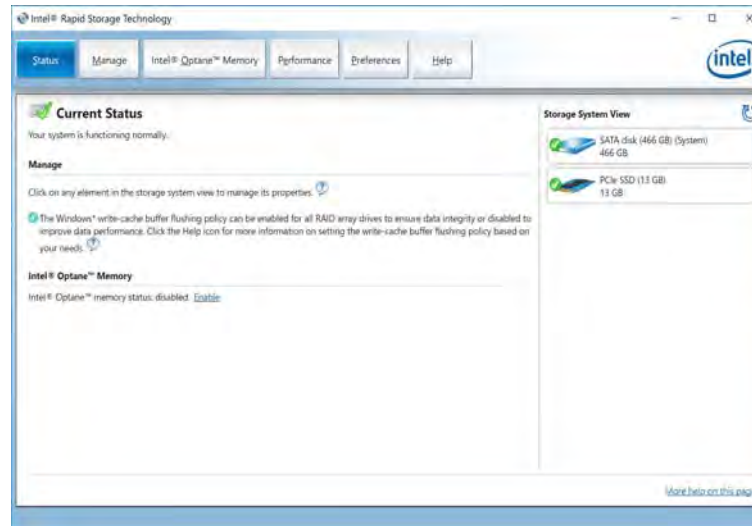 Intel® Rapid Storage Technology
Status
Manage
Intel® Optane™ Memory
Performance
Preferences
Help
intel
Current Status
Your system is functioning normally.
Manage
Click on any element in the storage system view to manage its properties.
The Windows* write-cache buffer flushing policy can be enabled for all RAID array drives to ensure data integrity or disabled to
improve data performance. Click the Help icon for more information on setting the write-cache buffer flushing policy based on
your needs.
Intel® Optane™ Memory
Intel® Optane™ memory status: disabled. Enable
Storage System View
SATA disk (466 GB) (System)
466 GB
PCIe SSD (13 GB)
13 GB
More help on this page